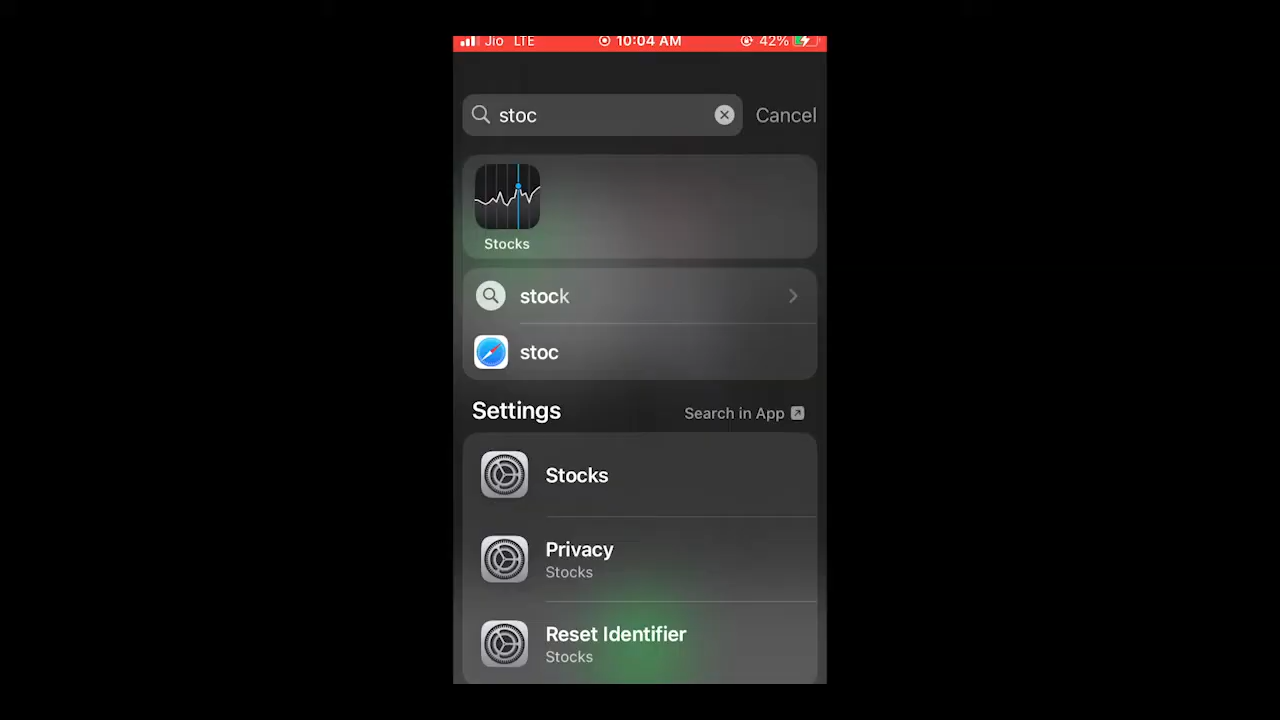 Jio LTE 10:04 AM 42%
stoc Cancel
Stocks
stock
stoc
Settings Search in App
Stocks
Privacy
Stocks
Reset Identifier
Stocks